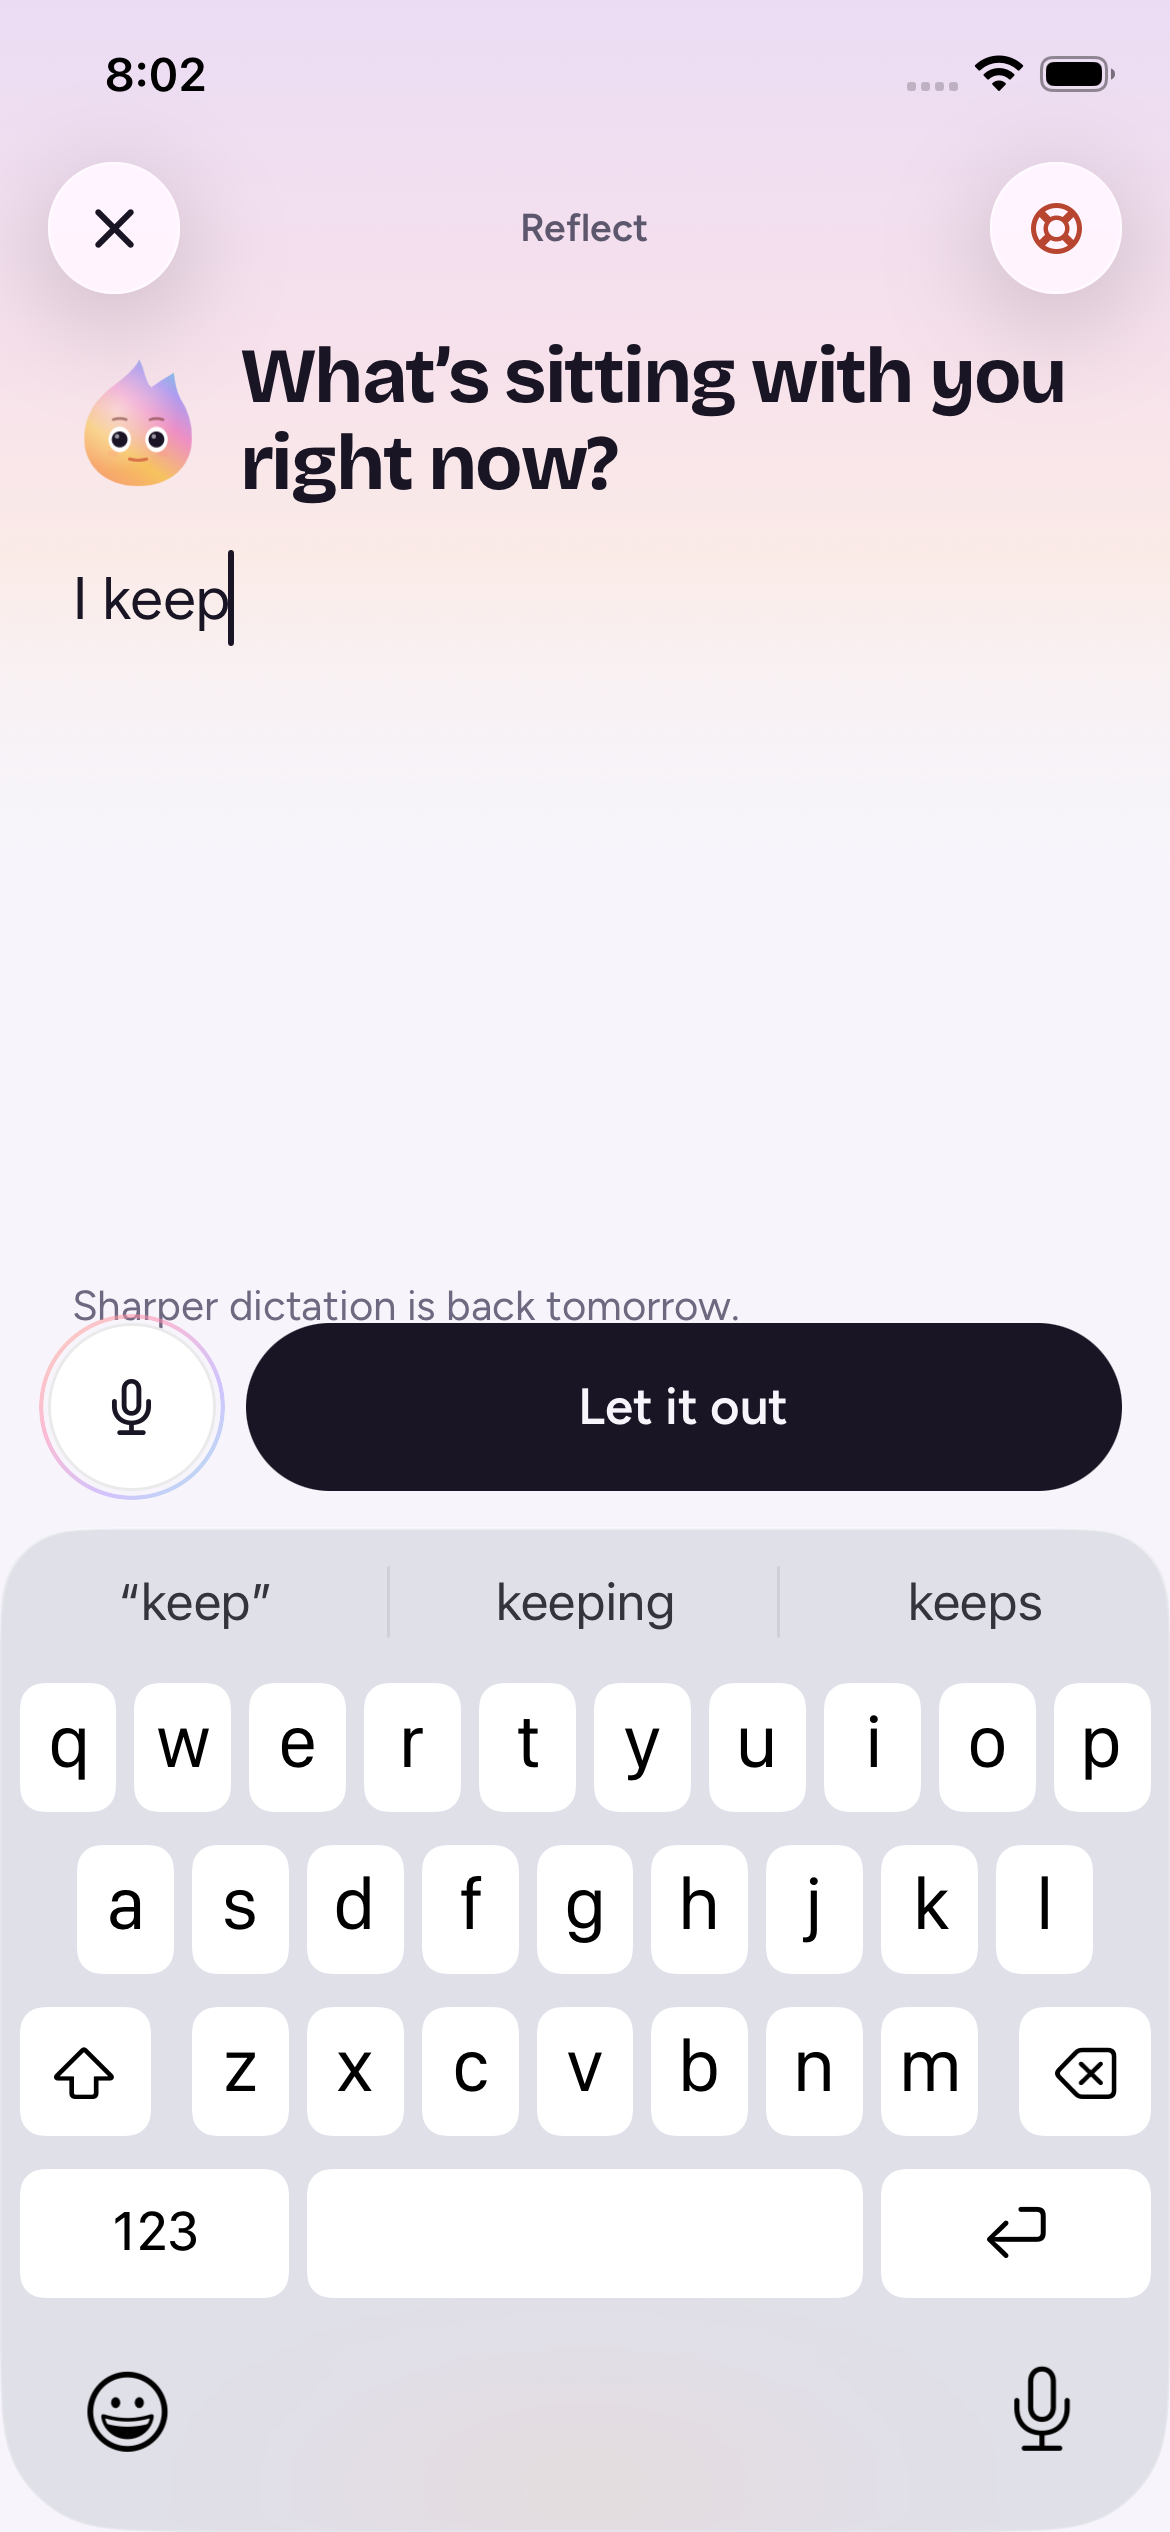 8:02
Reflect
What's sitting with you
right now?
I keep
Sharper dictation is back tomorrow.
Let it out
“keep” keeping keeps
q w e r t y u i o p
a s d f g h j k l
z x c v b n m
123